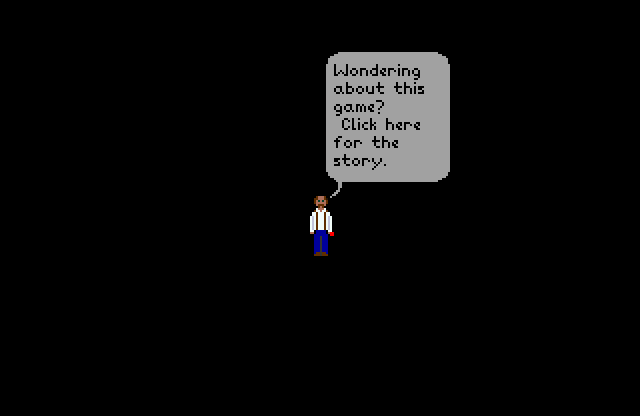 Wondering
about this
game?
Click here
for the
story.